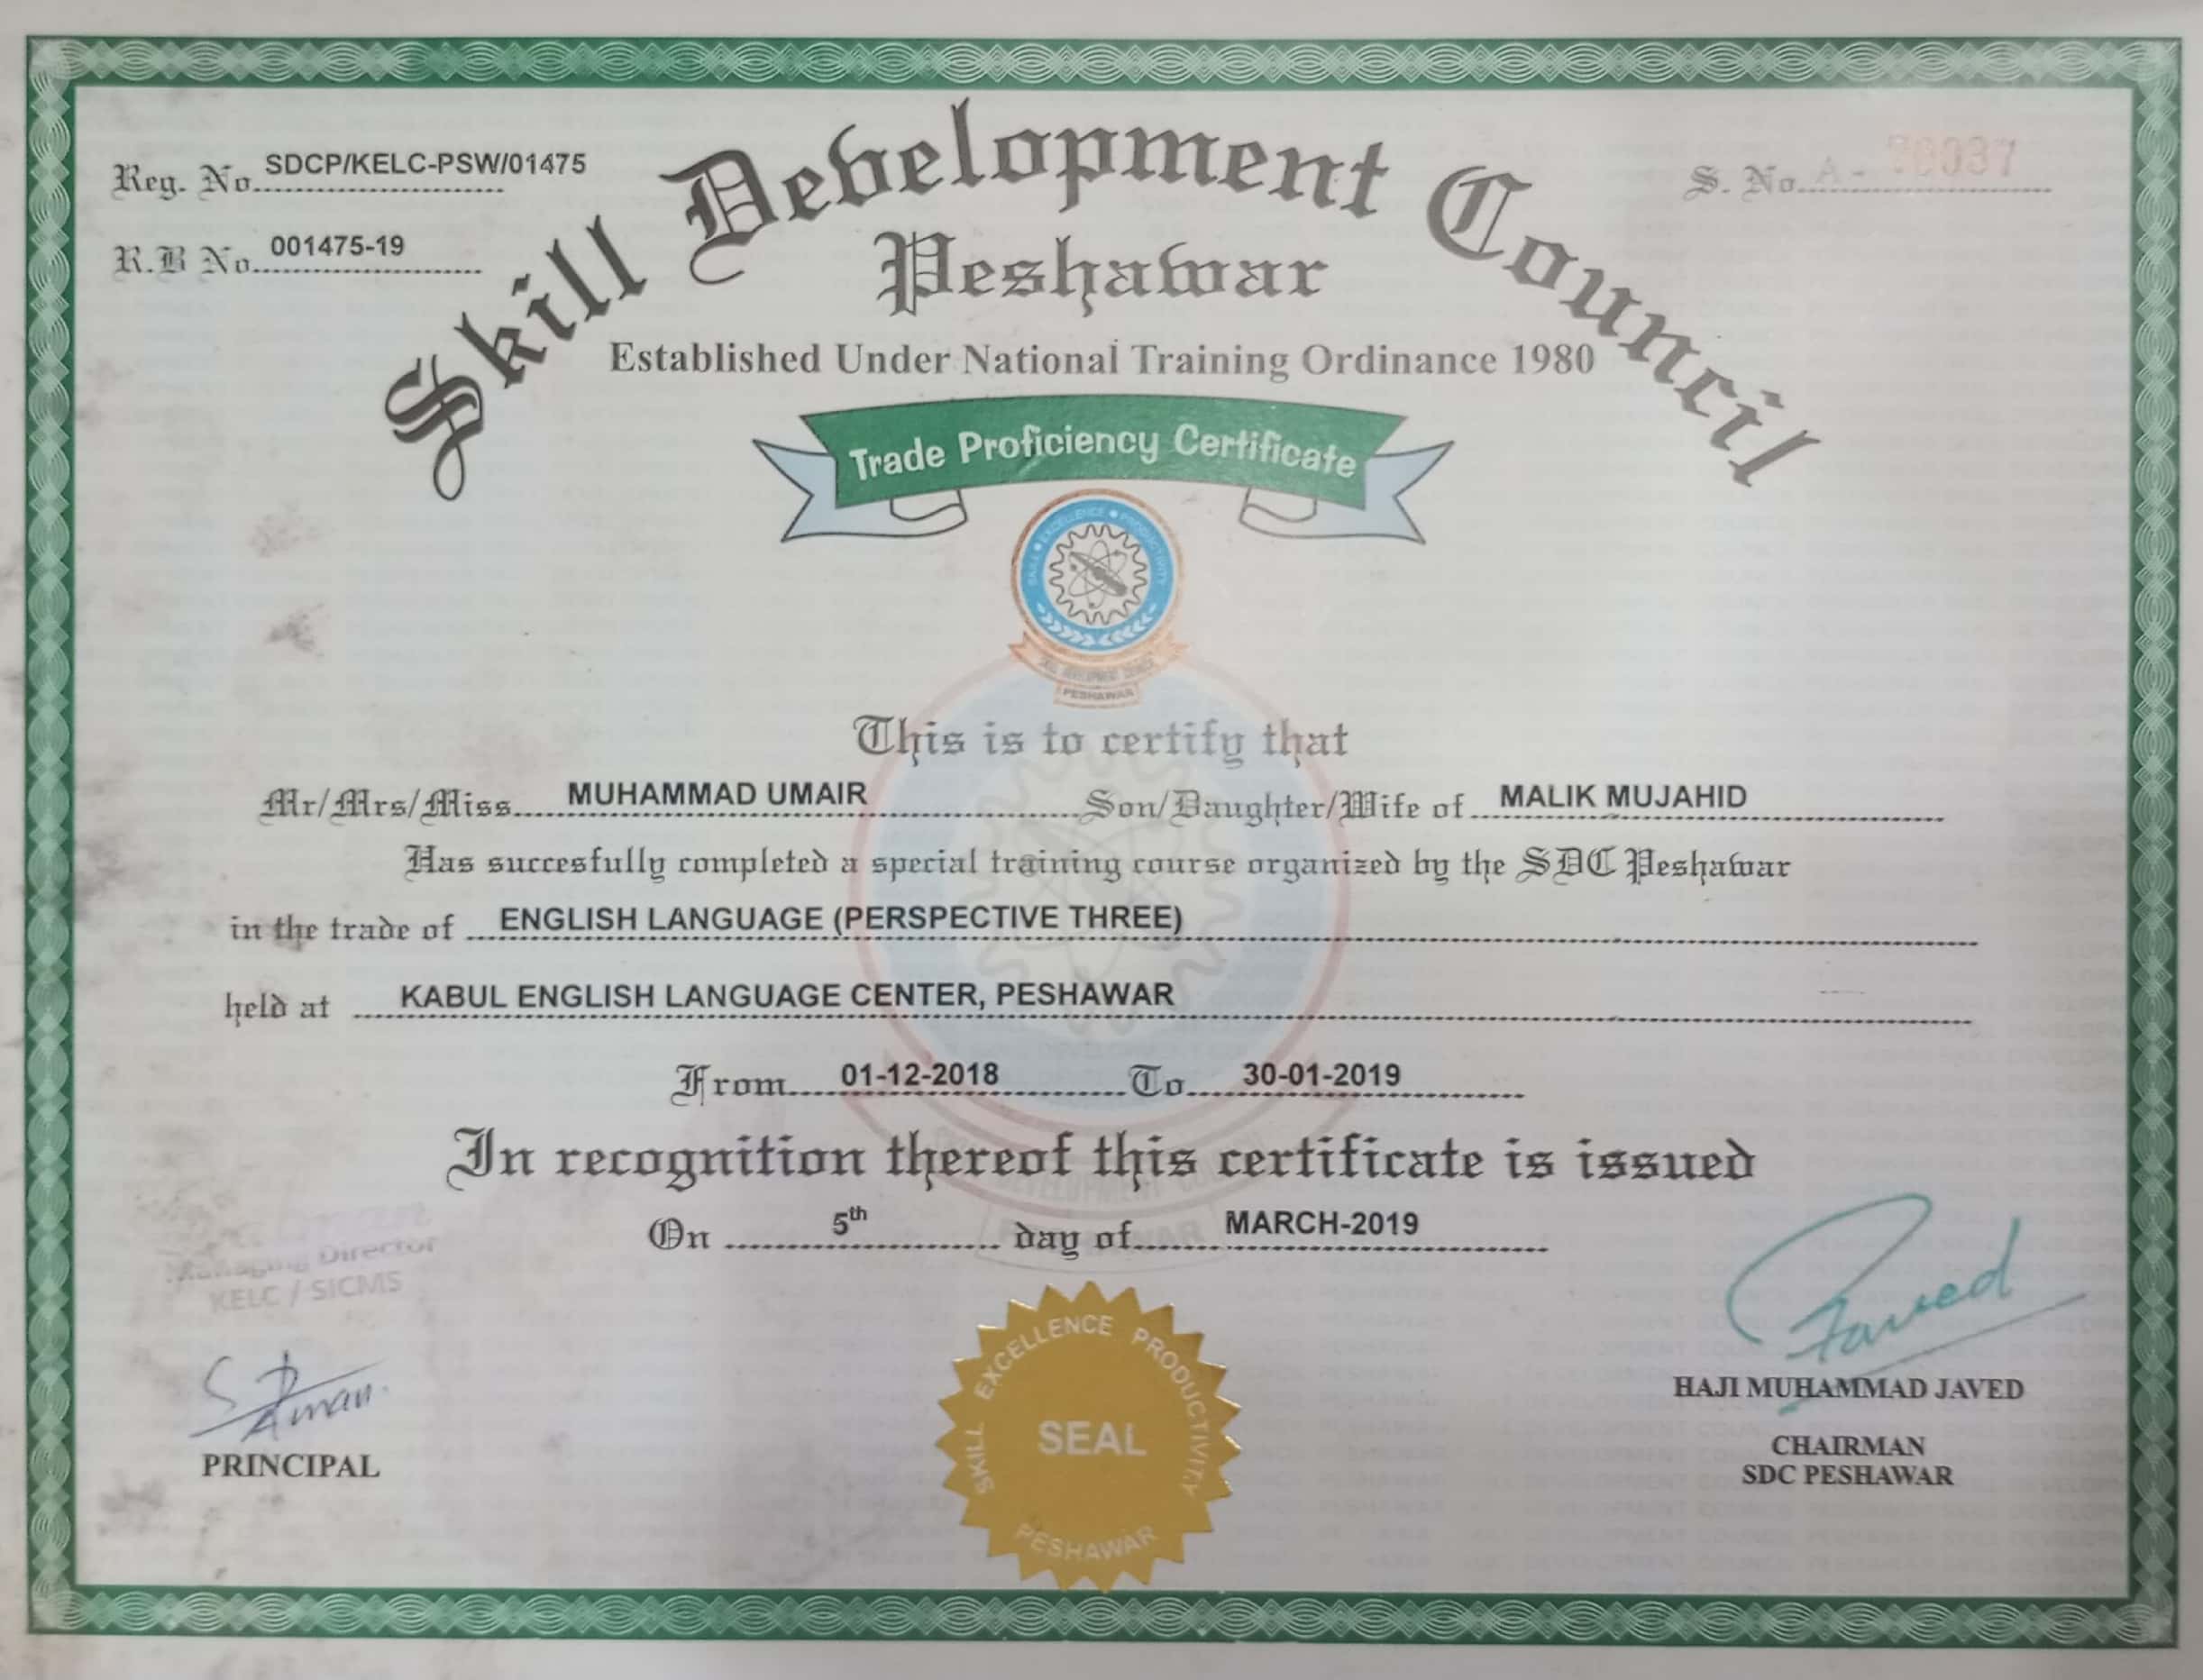 Reg. No. SDCP/KELC-PSW/01475
S. No. A-
R.B No. 001475-19
Skill Development Council
Peshawar
Established Under National Training Ordinance 1980
Trade Proficiency Certificate
SKILL EXCELLENCE PRODUCTIVITY
PESHAWAR
This is to certify that
Mr/Mrs/Miss. MUHAMMAD UMAIR Son/Daughter/Wife of MALIK MUJAHID
Has succesfully completed a special training course organized by the SDC Peshawar
in the trade of ENGLISH LANGUAGE (PERSPECTIVE THREE)
held at KABUL ENGLISH LANGUAGE CENTER, PESHAWAR
From 01-12-2018 To 30-01-2019
In recognition thereof this certificate is issued
On 5th day of MARCH-2019
Managing Director
KELC / SICMS
PRINCIPAL
SKILL EXCELLENCE PRODUCTIVITY
SEAL
PESHAWAR
Javed
HAJI MUHAMMAD JAVED
CHAIRMAN
SDC PESHAWAR